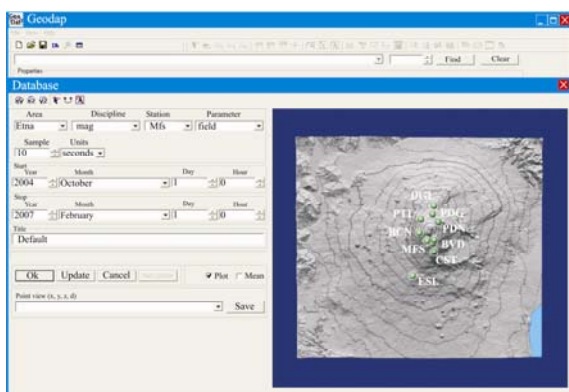 Geodap
Find Clear
Properties
Database
Area Discipline Station Parameter
Etna mag Mfs field
Sample Units
10 seconds
Start
Year Month Day Hour
2004 October 1 0
Stop
Year Month Day Hour
2007 February 1 0
Title
Default
Ok Update Cancel Plot Mean
Point view (x, y, z, d)
Save
DGL
PTL PDG
BCN PDN
MFS BVD
CST
ESL